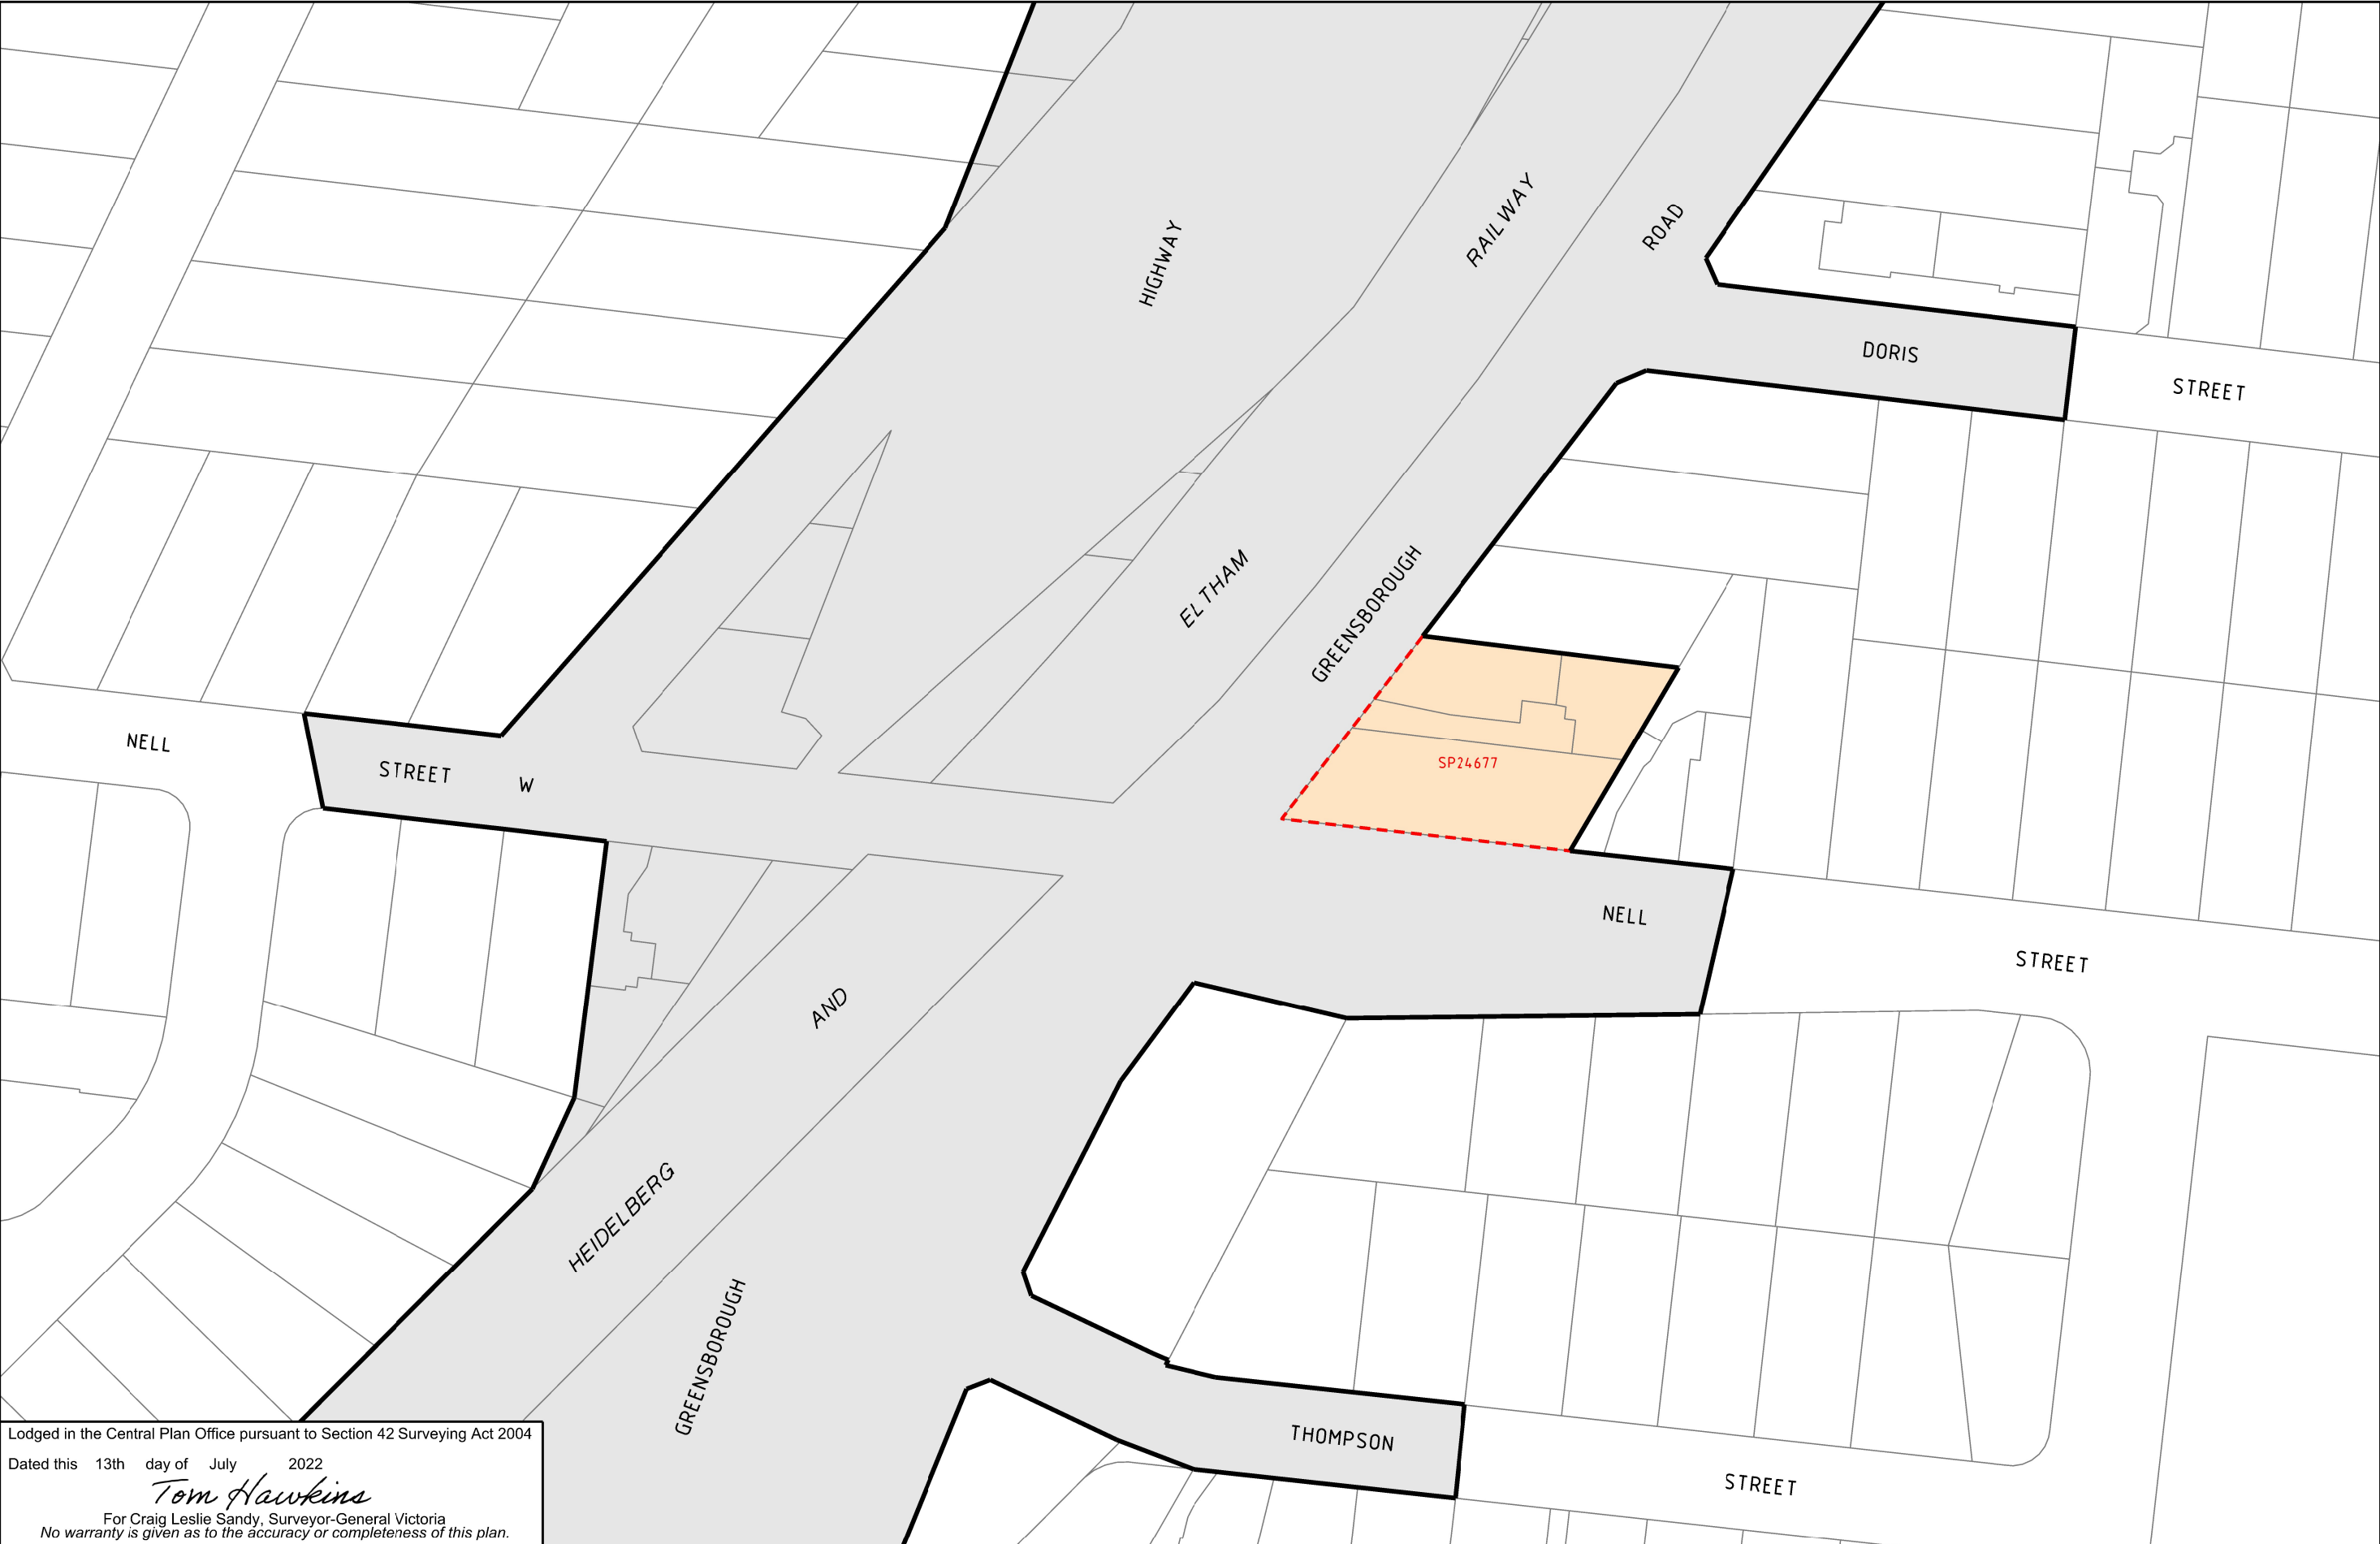 HIGHWAY
RAILWAY
ROAD
DORIS
STREET
ELTHAM
GREENSBOROUGH
NELL
STREET W
SP24677
NELL
STREET
AND
HEIDELBERG
GREENSBOROUGH
THOMPSON
STREET
Lodged in the Central Plan Office pursuant to Section 42 Surveying Act 2004
Dated this 13th day of July 2022
Tom Hawkins
For Craig Leslie Sandy, Surveyor-General Victoria
No warranty is given as to the accuracy or completeness of this plan.